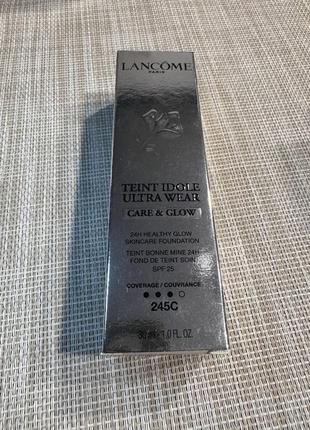 LANCÔME
PARIS
TEINT IDOLE
ULTRA WEAR
CARE & GLOW
24H HEALTHY GLOW
SKINCARE FOUNDATION
TEINT BONNE MINE 24H
FOND DE TEINT SOIN
SPF 25
COVERAGE / COUVRANCE
245C
1.0 FL. OZ.